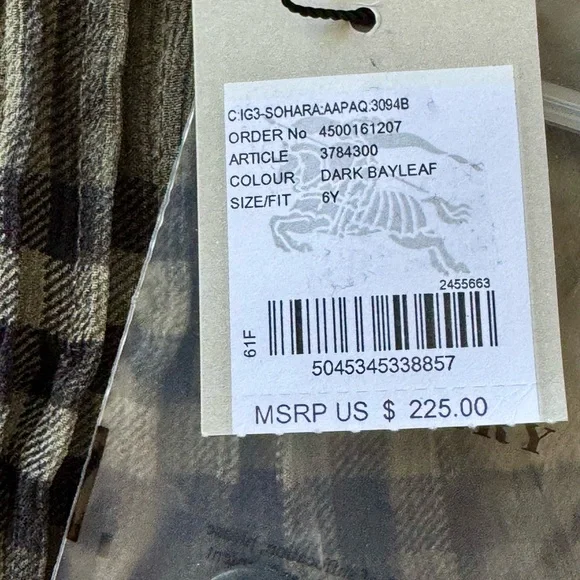 C:IG3-SOHARA:AAPAQ:3094B
ORDER No 4500161207
ARTICLE 3784300
COLOUR DARK BAYLEAF
SIZE/FIT 6Y
2455663
61F
5045345338857
MSRP US $ 225.00
RY